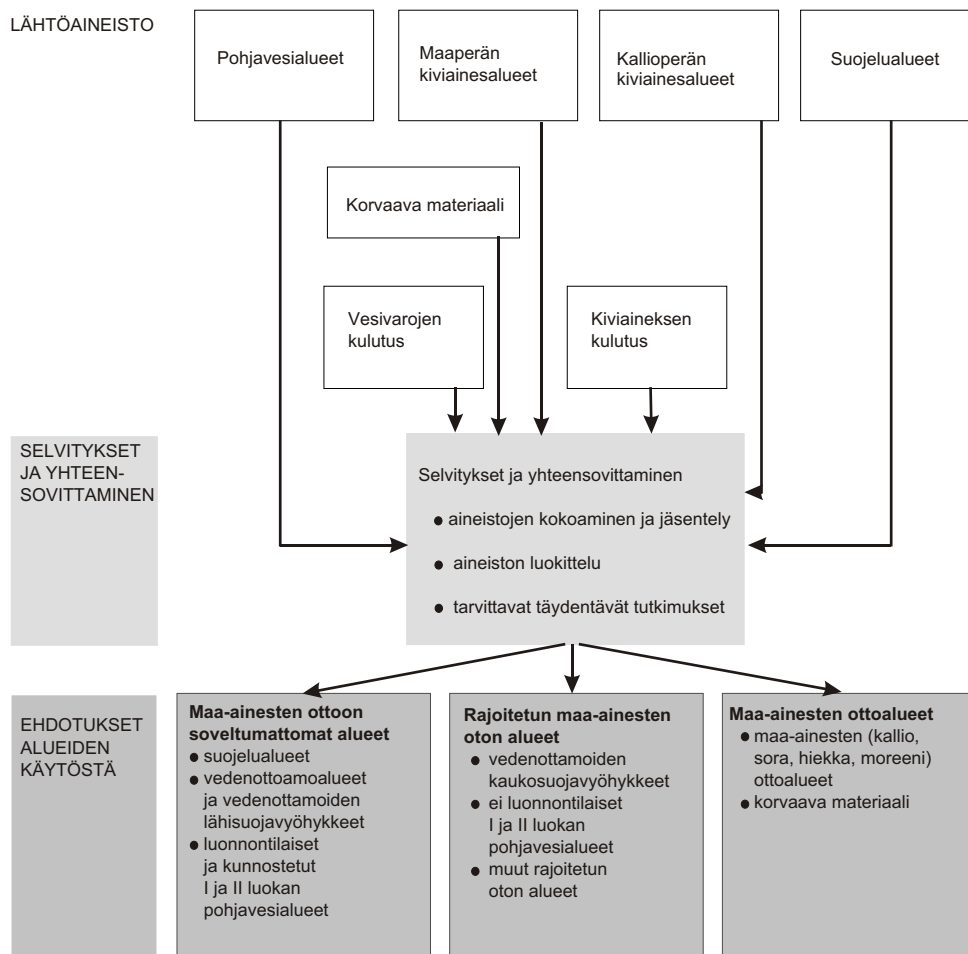 LÄHTÖAINEISTO
Pohjavesialueet
Maaperän
kiviainesalueet
Kallioperän
kiviainesalueet
Suojelualueet
Korvaava materiaali
Vesivarojen
kulutus
Kiviaineksen
kulutus
SELVITYKSET
JA YHTEEN-
SOVITTAMINEN
Selvitykset ja yhteensovittaminen
● aineistojen kokoaminen ja jäsentely
● aineiston luokittelu
● tarvittavat täydentävät tutkimukset
EHDOTUKSET
ALUEIDEN
KÄYTÖSTÄ
Maa-ainesten ottoon
soveltumattomat alueet
● suojelualueet
● vedenottoamoalueet
ja vedenottamoiden
lähisuojavyöhykkeet
● luonnontilaiset
ja kunnostetut
I ja II luokan
pohjavesialueet
Rajoitetun maa-ainesten
oton alueet
● vedenottamoiden
kaukosuojavyöhykkeet
● ei luonnontilaiset
I ja II luokan
pohjavesialueet
● muut rajoitetun
oton alueet
Maa-ainesten ottoalueet
● maa-ainesten (kallio,
sora, hiekka, moreeni)
ottoalueet
● korvaava materiaali